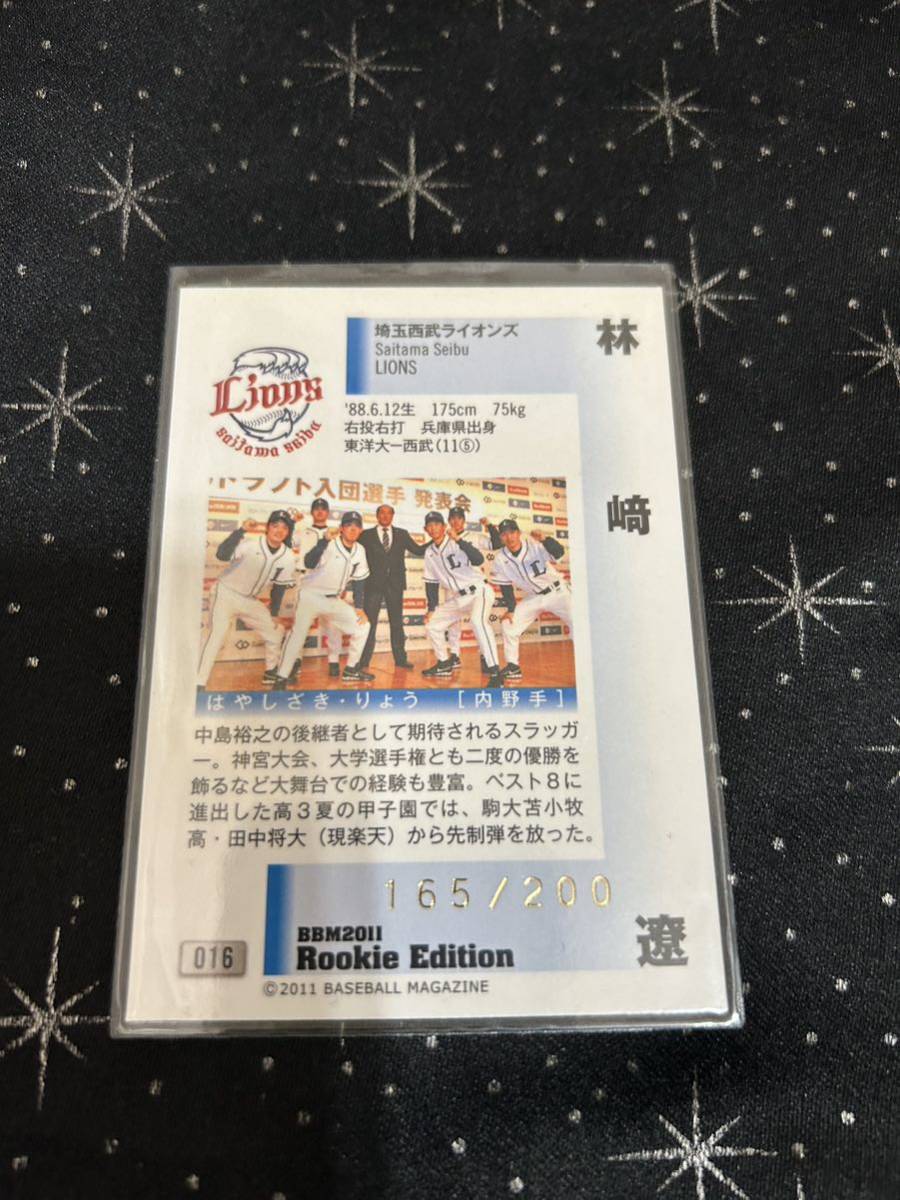 埼玉西武ライオンズ
Saitama Seibu
LIONS
Lions
saitama seibu
'88.6.12生 175cm 75kg
右投右打 兵庫県出身
東洋大ー西武(11⑤)
林
﨑
遼
ドラフト入団選手 発表会
はやしざき・りょう [内野手]
中島裕之の後継者として期待されるスラッガ
ー。神宮大会、大学選手権とも二度の優勝を
飾るなど大舞台での経験も豊富。ベスト8に
進出した高3夏の甲子園では、駒大苫小牧
高・田中将大(現楽天)から先制弾を放った。
165/200
BBM2011
Rookie Edition
016
©2011 BASEBALL MAGAZINE